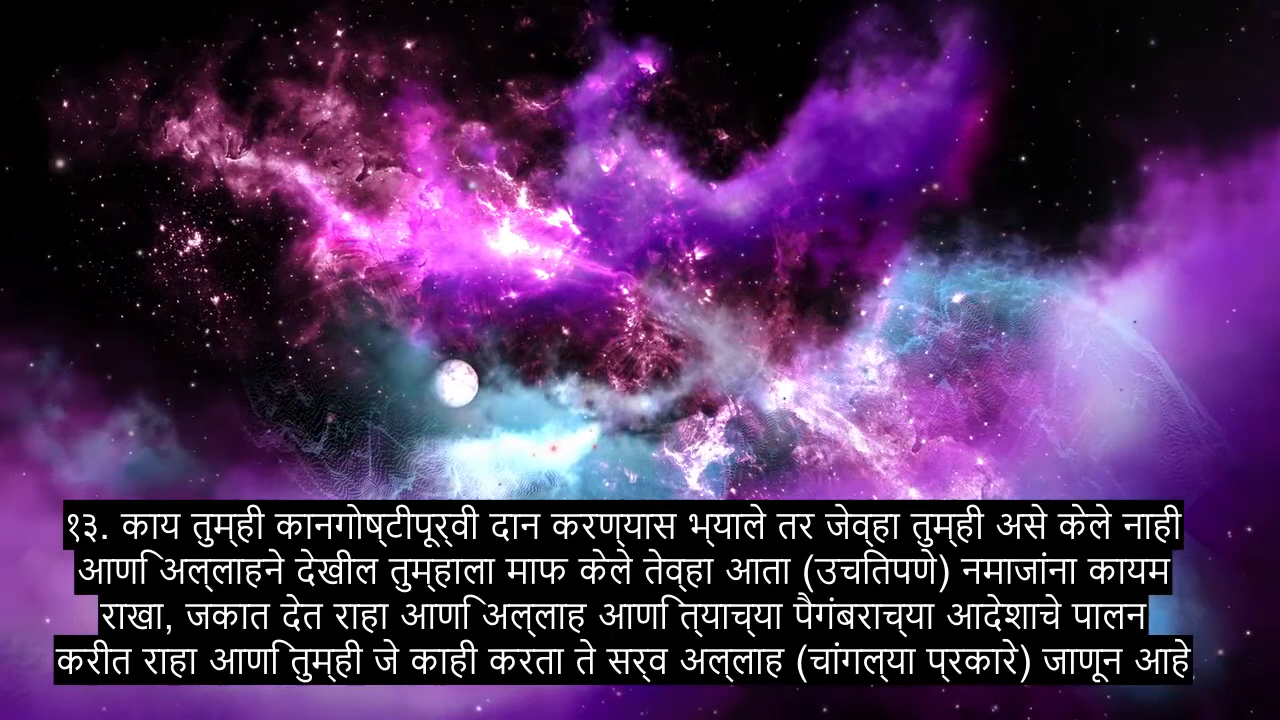 १३. काय तुम्ही कानगोष्टीपूर्वी दान करण्यास भ्याले तर जेव्हा तुम्ही असे केले नाही
आणि अल्लाहने देखील तुम्हाला माफ केले तेव्हा आता (उचितपणे) नमाजांना कायम
राखा, जकात देत राहा आणि अल्लाह आणि त्याच्या पैगंबराच्या आदेशाचे पालन
करीत राहा आणि तुम्ही जे काही करता ते सर्व अल्लाह (चांगल्या प्रकारे) जाणून आहे